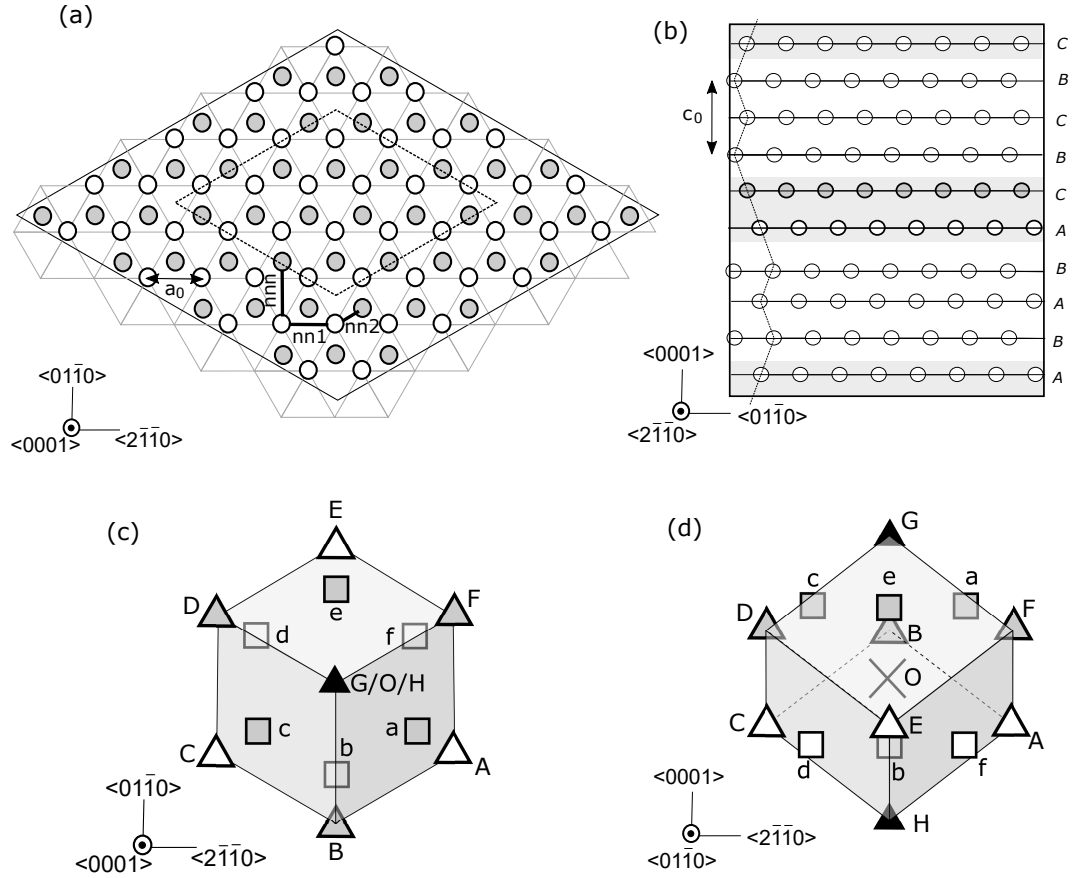 (a)
a₀
nnn
nn1
nn2
<011̄0>
<0001>
<21̄1̄0>
(b)
C
B
c₀
C
B
C
A
B
A
B
A
<0001>
<011̄0>
<21̄1̄0>
(c)
E
D
F
e
d
f
G/O/H
c
a
C
b
A
B
<011̄0>
<0001>
<21̄1̄0>
(d)
G
c
e
a
D
F
B
O
C
E
A
d
b
f
H
<0001>
<21̄1̄0>
<011̄0>